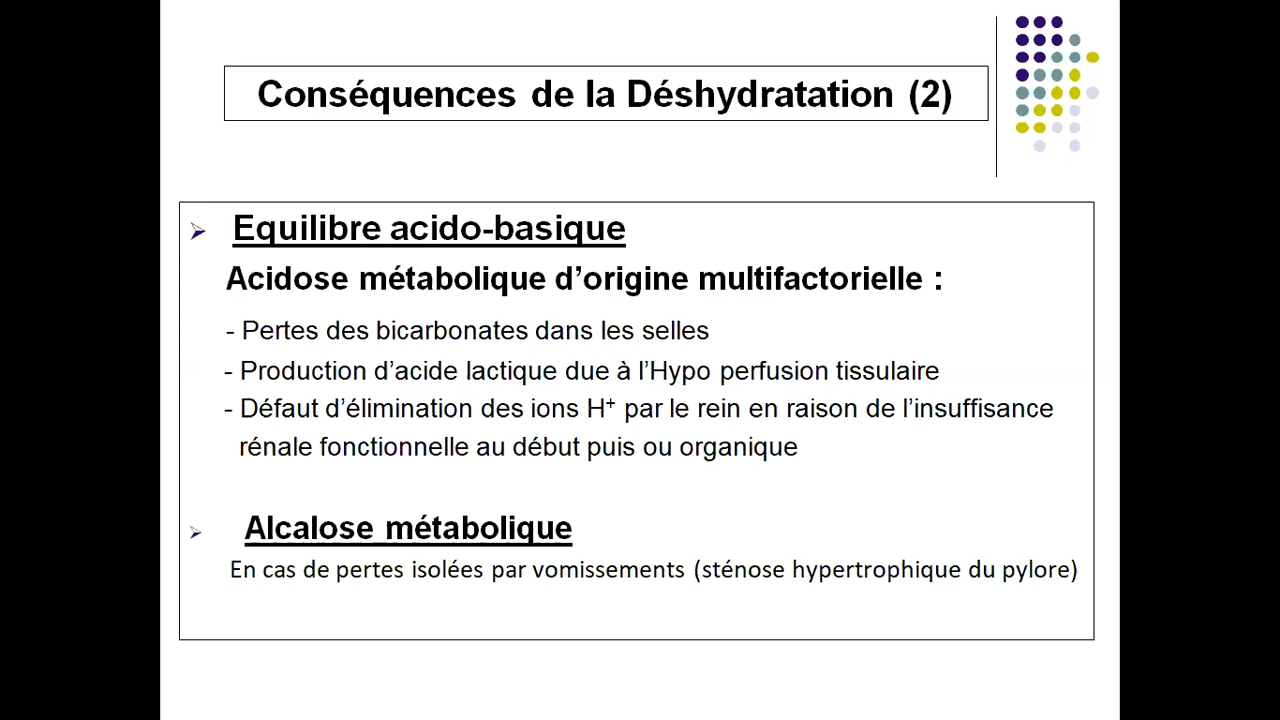 Conséquences de la Déshydratation (2)
Equilibre acido-basique
Acidose métabolique d’origine multifactorielle :
- Pertes des bicarbonates dans les selles
- Production d’acide lactique due à l’Hypo perfusion tissulaire
- Défaut d’élimination des ions H⁺ par le rein en raison de l’insuffisance
rénale fonctionnelle au début puis ou organique
Alcalose métabolique
En cas de pertes isolées par vomissements (sténose hypertrophique du pylore)